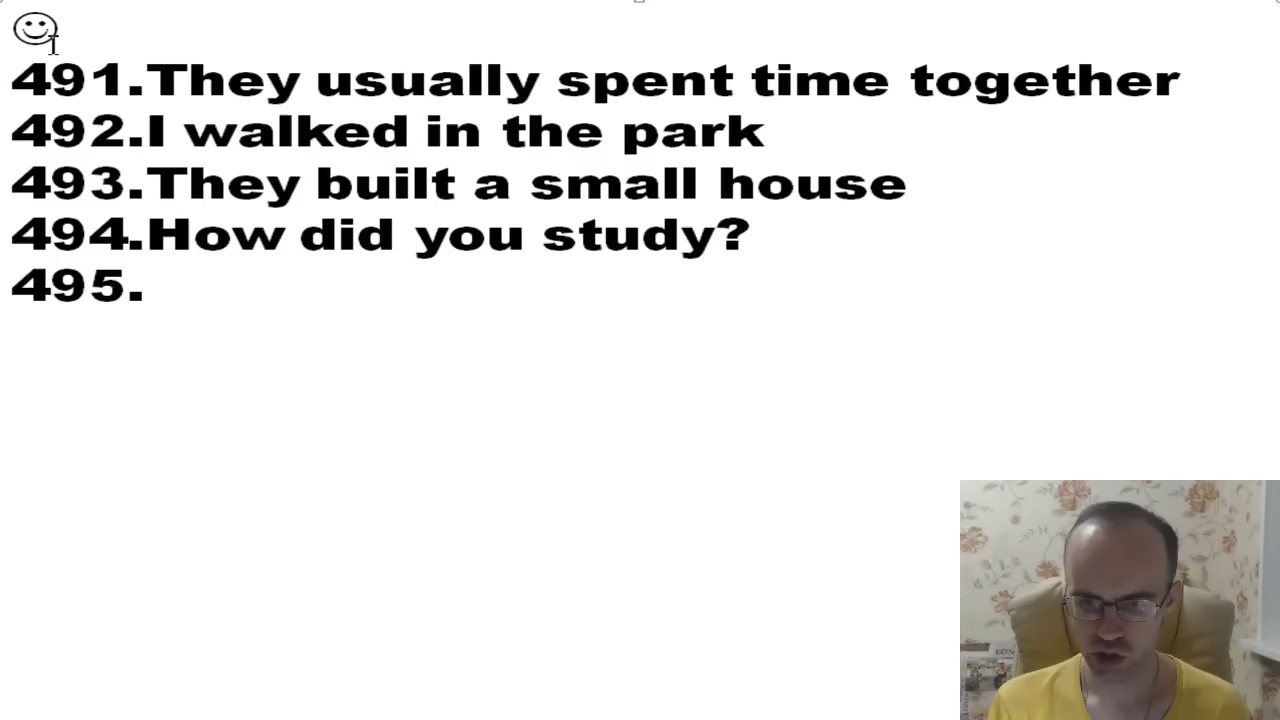 491.They usually spent time together
492.I walked in the park
493.They built a small house
494.How did you study?
495.